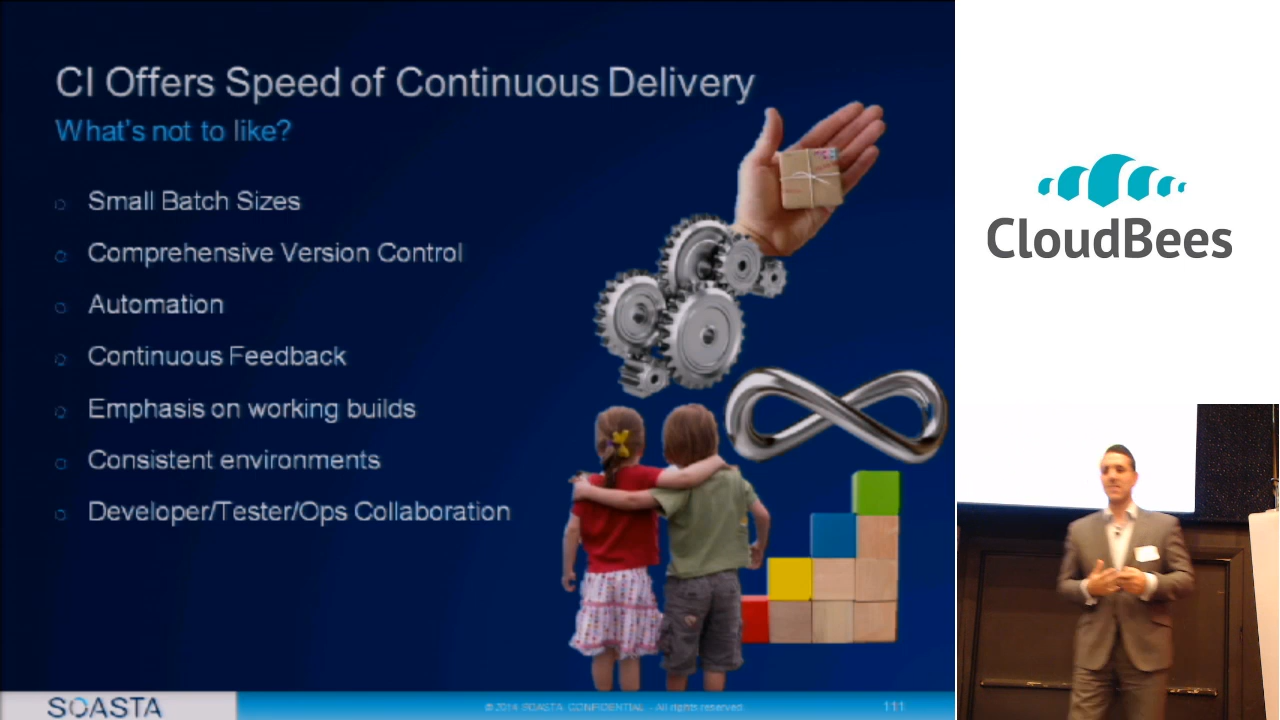 CI Offers Speed of Continuous Delivery
What's not to like?
Small Batch Sizes
Comprehensive Version Control
Automation
Continuous Feedback
Emphasis on working builds
Consistent environments
Developer/Tester/Ops Collaboration
SOASTA
© 2014 SOASTA. CONFIDENTIAL - All rights reserved.
111
CloudBees